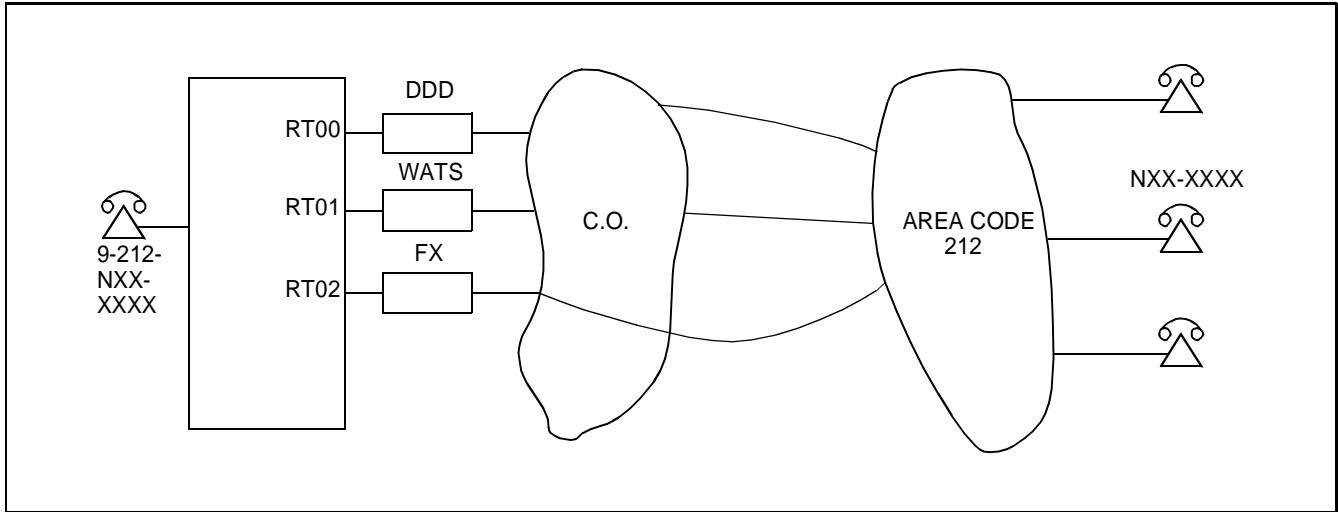 DDD
RT00
WATS
RT01
FX
RT02
9-212-
NXX-
XXXX
C.O.
AREA CODE
212
NXX-XXXX